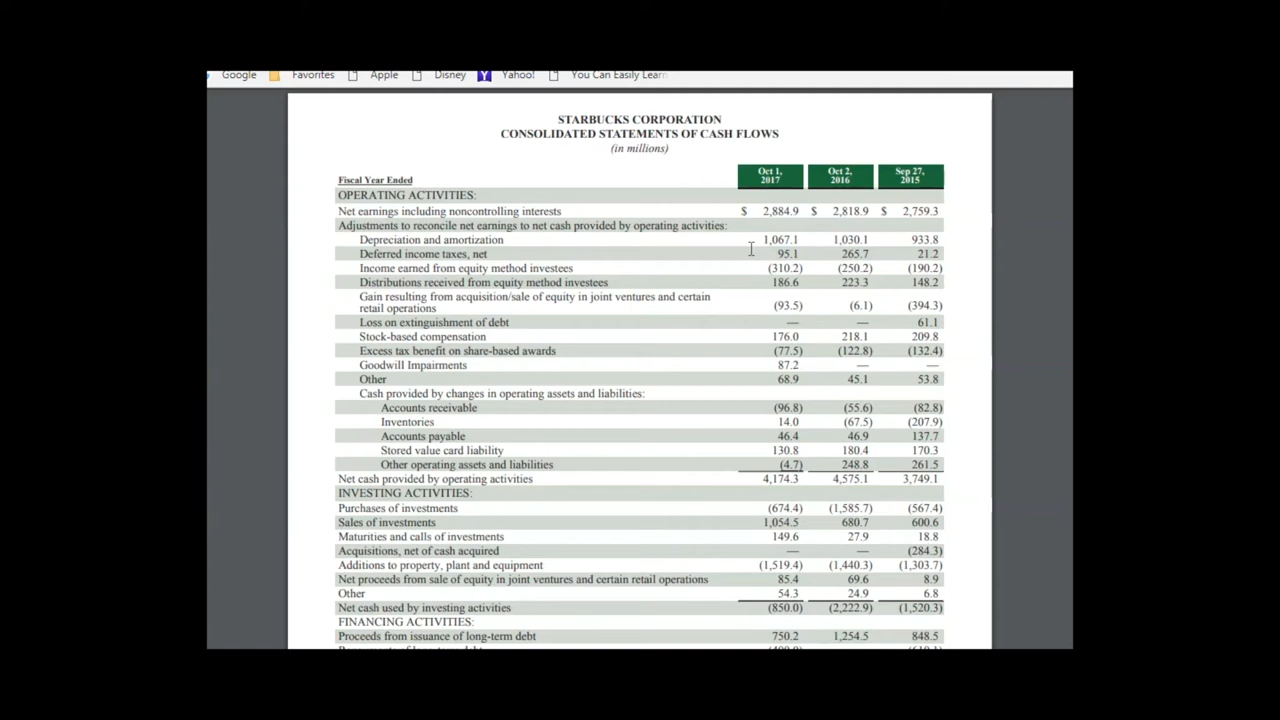 Google Favorites Apple Disney Yahoo! You Can Easily Learn
STARBUCKS CORPORATION
CONSOLIDATED STATEMENTS OF CASH FLOWS
(in millions)
Fiscal Year Ended Oct 1, 2017 Oct 2, 2016 Sep 27, 2015
OPERATING ACTIVITIES:
Net earnings including noncontrolling interests $ 2,884.9 $ 2,818.9 $ 2,759.3
Adjustments to reconcile net earnings to net cash provided by operating activities:
Depreciation and amortization 1,067.1 1,030.1 933.8
Deferred income taxes, net 95.1 265.7 21.2
Income earned from equity method investees (310.2) (250.2) (190.2)
Distributions received from equity method investees 186.6 223.3 148.2
Gain resulting from acquisition/sale of equity in joint ventures and certain
retail operations (93.5) (6.1) (394.3)
Loss on extinguishment of debt — — 61.1
Stock-based compensation 176.0 218.1 209.8
Excess tax benefit on share-based awards (77.5) (122.8) (132.4)
Goodwill Impairments 87.2 — —
Other 68.9 45.1 53.8
Cash provided by changes in operating assets and liabilities:
Accounts receivable (96.8) (55.6) (82.8)
Inventories 14.0 (67.5) (207.9)
Accounts payable 46.4 46.9 137.7
Stored value card liability 130.8 180.4 170.3
Other operating assets and liabilities (4.7) 248.8 261.5
Net cash provided by operating activities 4,174.3 4,575.1 3,749.1
INVESTING ACTIVITIES:
Purchases of investments (674.4) (1,585.7) (567.4)
Sales of investments 1,054.5 680.7 600.6
Maturities and calls of investments 149.6 27.9 18.8
Acquisitions, net of cash acquired — — (284.3)
Additions to property, plant and equipment (1,519.4) (1,440.3) (1,303.7)
Net proceeds from sale of equity in joint ventures and certain retail operations 85.4 69.6 8.9
Other 54.3 24.9 6.8
Net cash used by investing activities (850.0) (2,222.9) (1,520.3)
FINANCING ACTIVITIES:
Proceeds from issuance of long-term debt 750.2 1,254.5 848.5